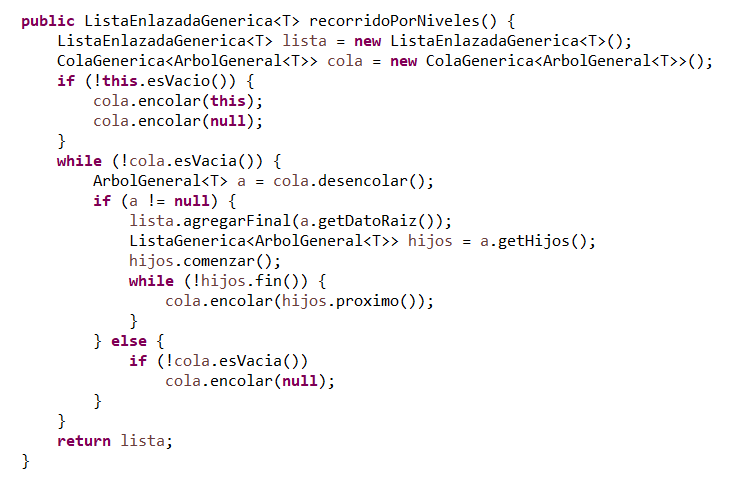 public ListaEnlazadaGenerica<T> recorridoPorNiveles() {
    ListaEnlazadaGenerica<T> lista = new ListaEnlazadaGenerica<T>();
    ColaGenerica<ArbolGeneral<T>> cola = new ColaGenerica<ArbolGeneral<T>>();
    if (!this.esVacio()) {
        cola.encolar(this);
        cola.encolar(null);
    }
    while (!cola.esVacia()) {
        ArbolGeneral<T> a = cola.desencolar();
        if (a != null) {
            lista.agregarFinal(a.getDatoRaiz());
            ListaGenerica<ArbolGeneral<T>> hijos = a.getHijos();
            hijos.comenzar();
            while (!hijos.fin()) {
                cola.encolar(hijos.proximo());
            }
        } else {
            if (!cola.esVacia())
                cola.encolar(null);
        }
    }
    return lista;
}